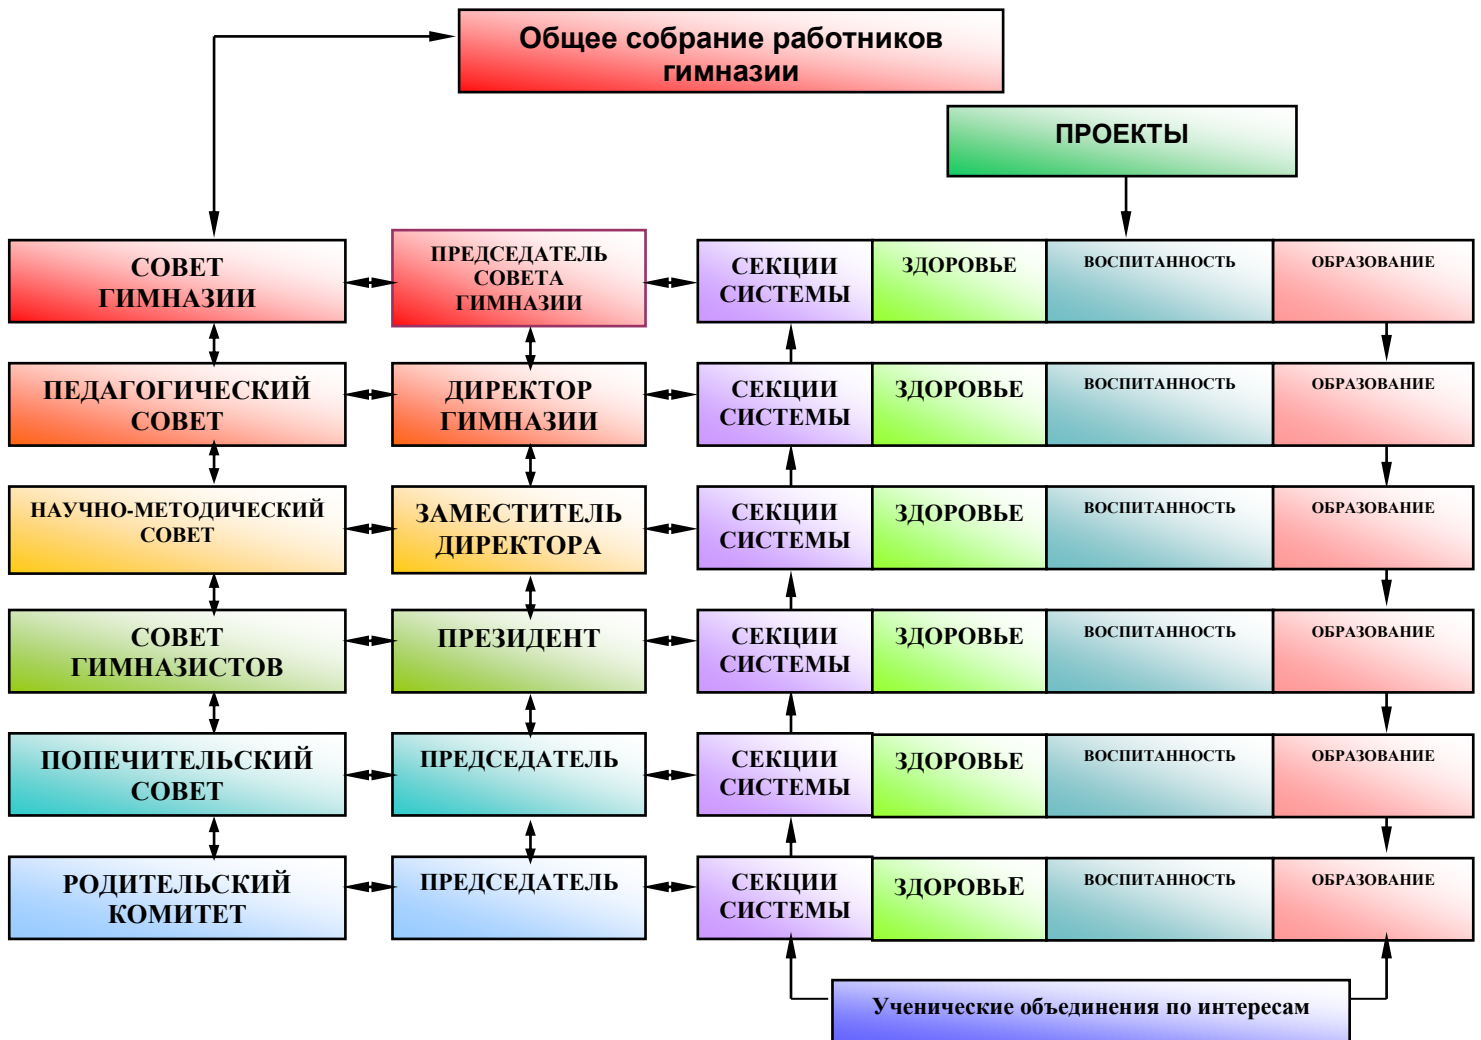 Общее собрание работников
гимназии
ПРОЕКТЫ
СОВЕТ
ГИМНАЗИИ
ПРЕДСЕДАТЕЛЬ
СОВЕТА
ГИМНАЗИИ
СЕКЦИИ
СИСТЕМЫ
ЗДОРОВЬЕ
ВОСПИТАННОСТЬ
ОБРАЗОВАНИЕ
ПЕДАГОГИЧЕСКИЙ
СОВЕТ
ДИРЕКТОР
ГИМНАЗИИ
СЕКЦИИ
СИСТЕМЫ
ЗДОРОВЬЕ
ВОСПИТАННОСТЬ
ОБРАЗОВАНИЕ
НАУЧНО-МЕТОДИЧЕСКИЙ
СОВЕТ
ЗАМЕСТИТЕЛЬ
ДИРЕКТОРА
СЕКЦИИ
СИСТЕМЫ
ЗДОРОВЬЕ
ВОСПИТАННОСТЬ
ОБРАЗОВАНИЕ
СОВЕТ
ГИМНАЗИСТОВ
ПРЕЗИДЕНТ
СЕКЦИИ
СИСТЕМЫ
ЗДОРОВЬЕ
ВОСПИТАННОСТЬ
ОБРАЗОВАНИЕ
ПОПЕЧИТЕЛЬСКИЙ
СОВЕТ
ПРЕДСЕДАТЕЛЬ
СЕКЦИИ
СИСТЕМЫ
ЗДОРОВЬЕ
ВОСПИТАННОСТЬ
ОБРАЗОВАНИЕ
РОДИТЕЛЬСКИЙ
КОМИТЕТ
ПРЕДСЕДАТЕЛЬ
СЕКЦИИ
СИСТЕМЫ
ЗДОРОВЬЕ
ВОСПИТАННОСТЬ
ОБРАЗОВАНИЕ
Ученические объединения по интересам